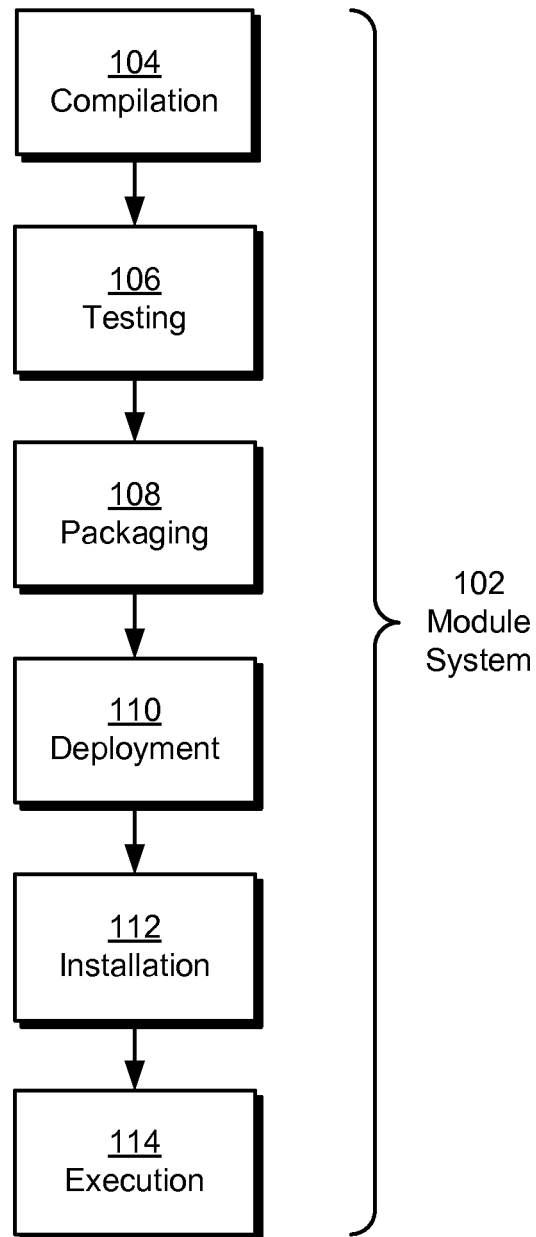 104
Compilation
106
Testing
108
Packaging
110
Deployment
112
Installation
114
Execution
102
Module
System